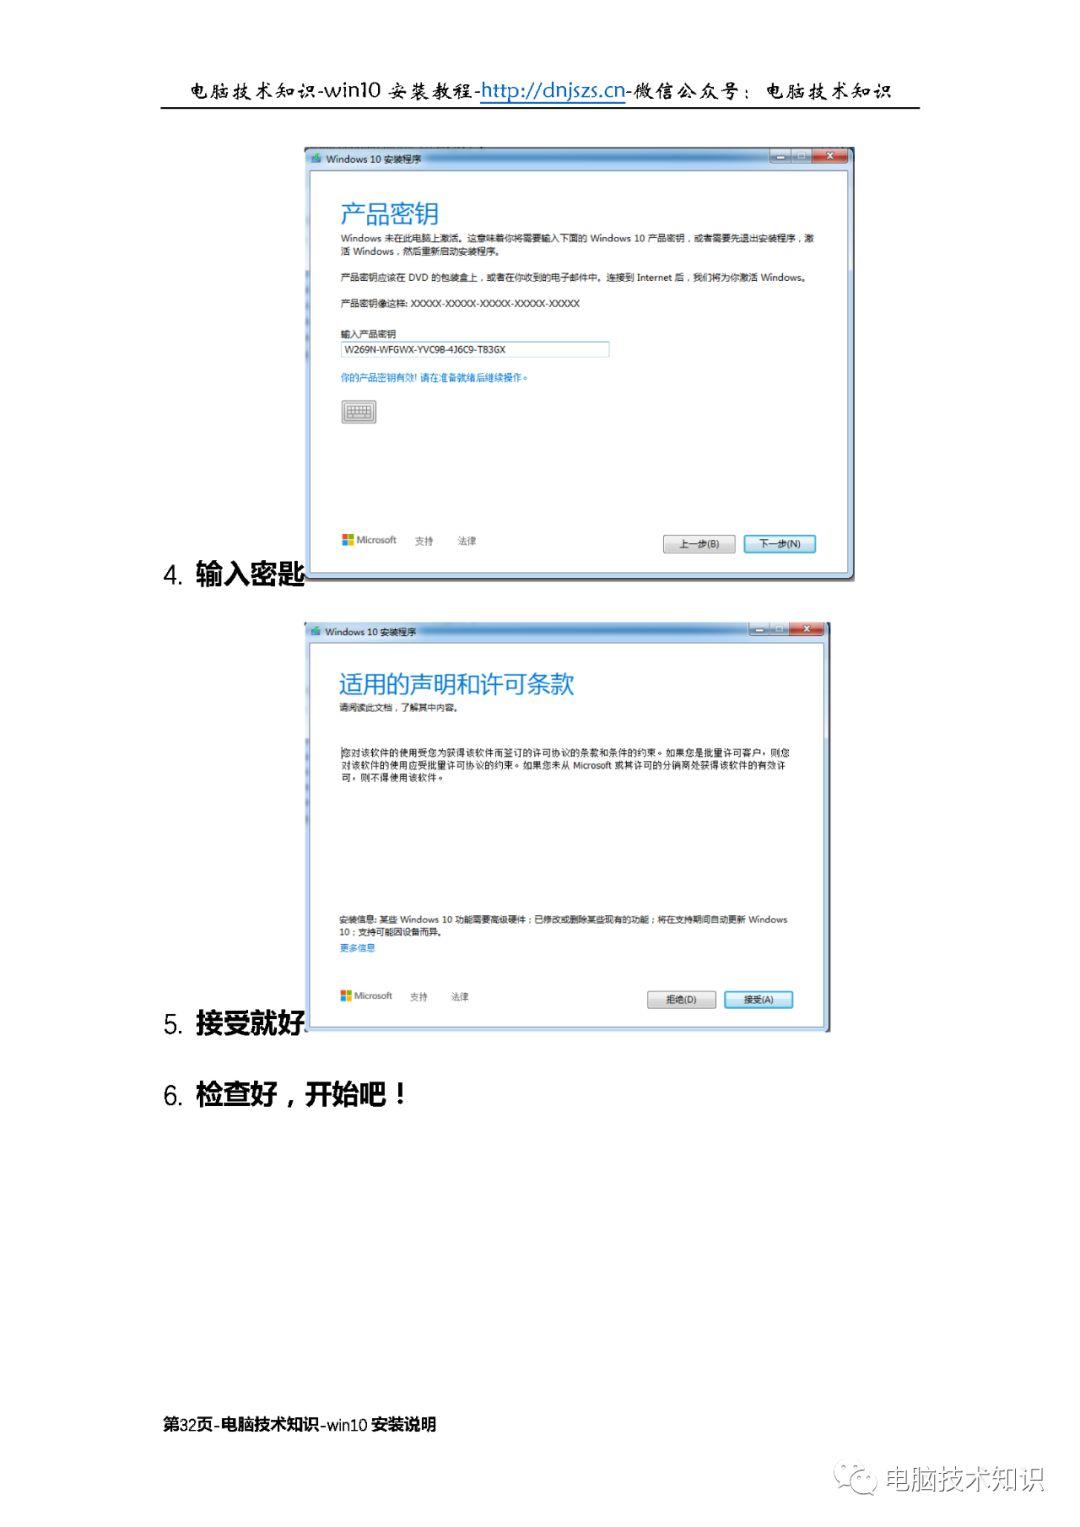 电脑技术知识-win10 安装教程-http://dnjszs.cn-微信公众号：电脑技术知识
Windows 10 安装程序
产品密钥
Windows 未在此电脑上激活。这意味着你将需要输入下面的 Windows 10 产品密钥，或者需要先退出安装程序，激
活 Windows，然后重新启动安装程序。
产品密钥应该在 DVD 的包装盒上，或者在你收到的电子邮件中。连接到 Internet 后，我们将为你激活 Windows。
产品密钥像这样: XXXXX-XXXXX-XXXXX-XXXXX-XXXXX
输入产品密钥
W269N-WFGWX-YVC9B-4J6C9-T83GX
你的产品密钥有效! 请在准备就绪后继续操作。
Microsoft 支持 法律
上一步(B) 下一步(N)
4. 输入密匙
Windows 10 安装程序
适用的声明和许可条款
请阅读此文档，了解其中内容。
您对该软件的使用受您为获得该软件而签订的许可协议的条款和条件的约束。如果您是批量许可客户，则您
对该软件的使用应受批量许可协议的约束。如果您未从 Microsoft 或其许可的分销商处获得该软件的有效许
可，则不得使用该软件。
安装信息: 某些 Windows 10 功能需要高级硬件；已修改或删除某些现有的功能；将在支持期间自动更新 Windows
10；支持可能因设备而异。
更多信息
Microsoft 支持 法律
拒绝(D) 接受(A)
5. 接受就好
6. 检查好，开始吧！
第32页-电脑技术知识-win10 安装说明
电脑技术知识